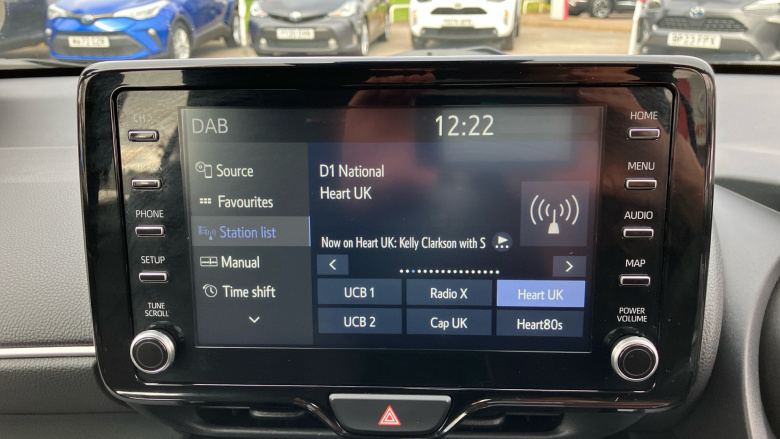 DAB
12:22
Source
Favourites
Station list
Manual
Time shift
D1 National
Heart UK
Now on Heart UK: Kelly Clarkson with S
UCB 1
Radio X
Heart UK
UCB 2
Cap UK
Heart80s
PHONE
SETUP
TUNE
SCROLL
HOME
MENU
AUDIO
MAP
POWER
VOLUME